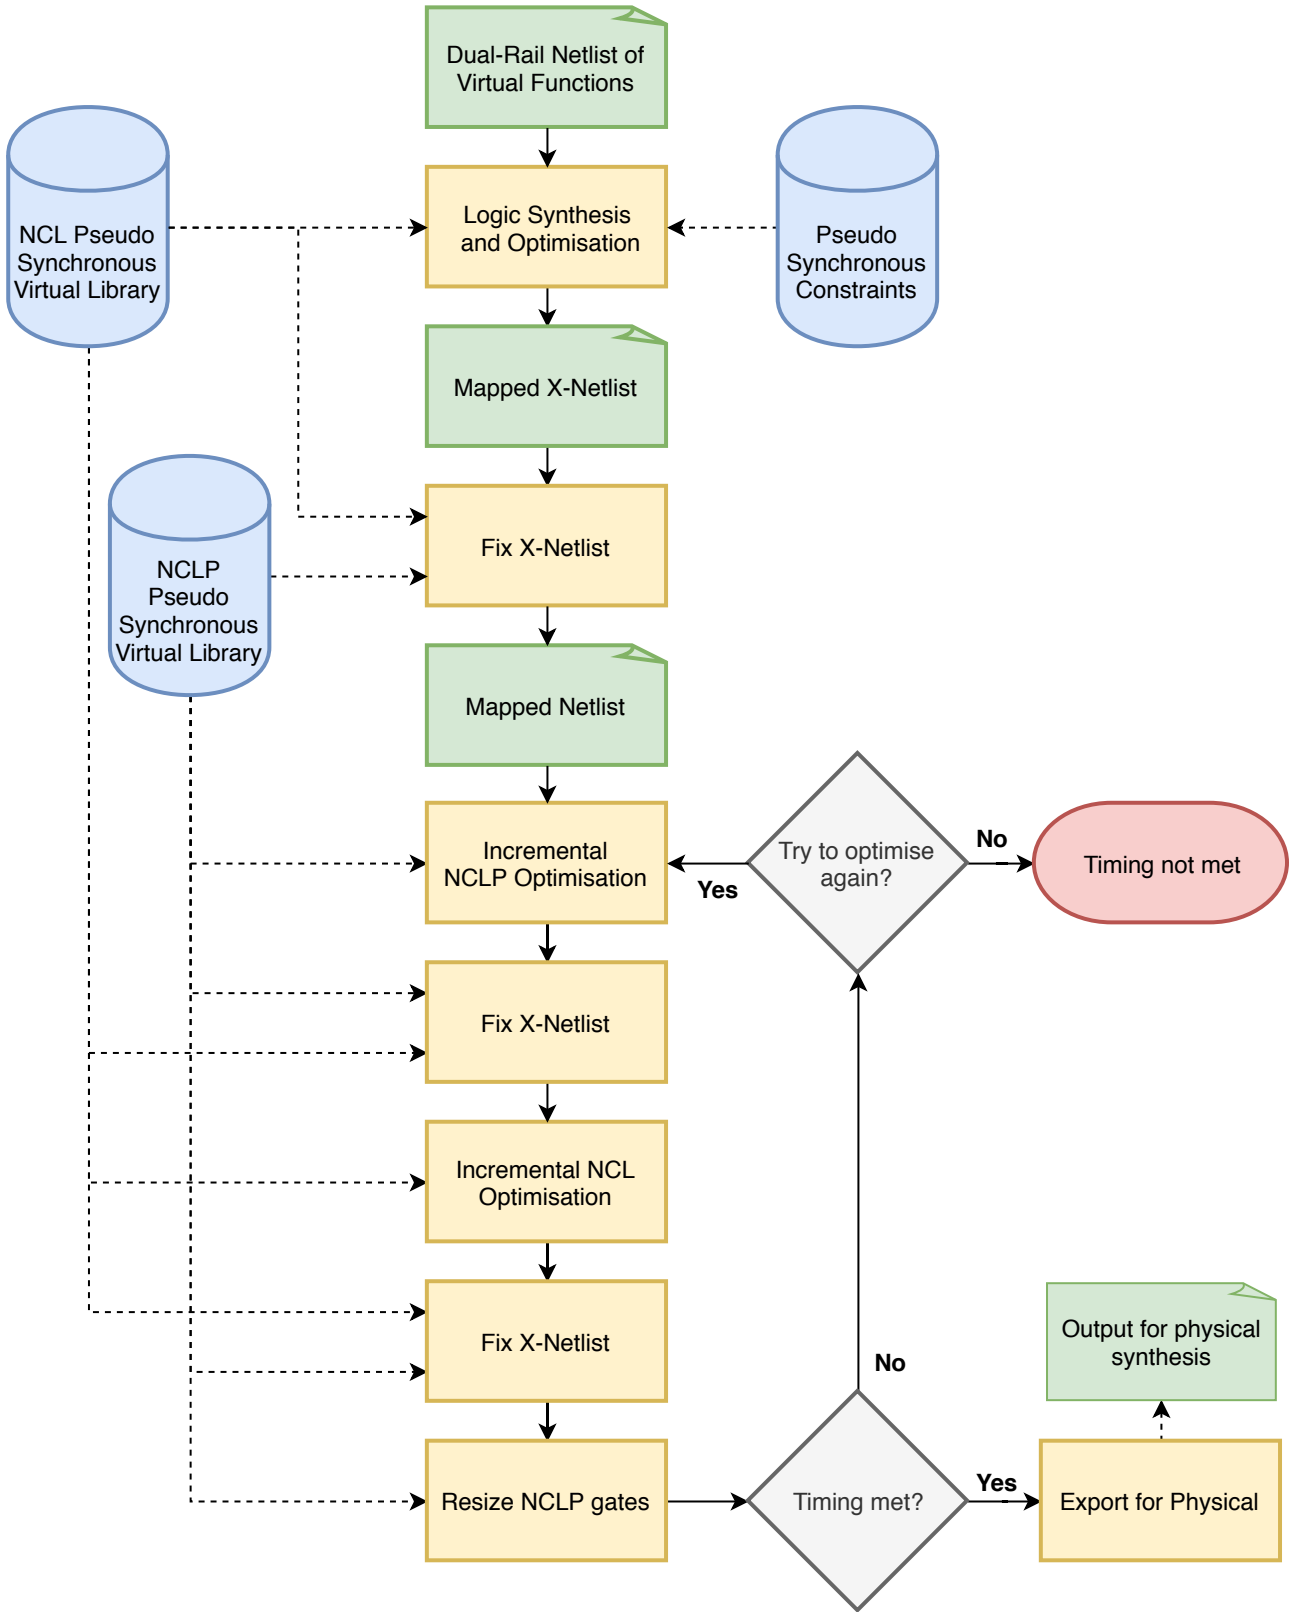 Dual-Rail Netlist of
Virtual Functions
NCL Pseudo
Synchronous
Virtual Library
Logic Synthesis
and Optimisation
Pseudo
Synchronous
Constraints
Mapped X-Netlist
NCLP
Pseudo
Synchronous
Virtual Library
Fix X-Netlist
Mapped Netlist
Incremental
NCLP Optimisation
Yes
Try to optimise
again?
No
Timing not met
Fix X-Netlist
Incremental NCL
Optimisation
Fix X-Netlist
No
Output for physical
synthesis
Resize NCLP gates
Timing met?
Yes
Export for Physical